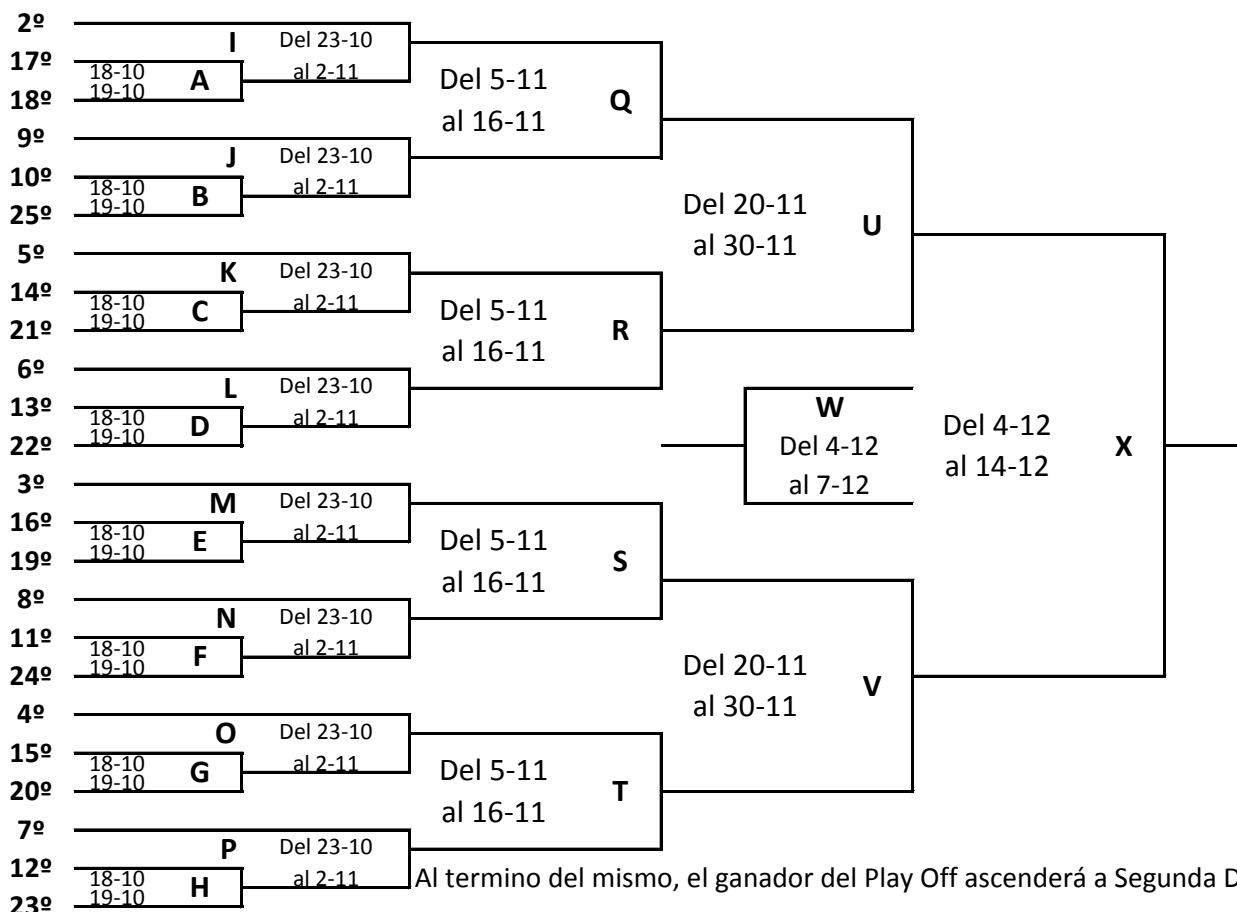 2º
I
Del 23-10
al 2-11
17º
18-10
19-10
A
18º
Del 5-11
al 16-11
Q
9º
J
Del 23-10
al 2-11
10º
18-10
19-10
B
25º
Del 20-11
al 30-11
U
5º
K
Del 23-10
al 2-11
14º
18-10
19-10
C
21º
Del 5-11
al 16-11
R
6º
L
Del 23-10
al 2-11
13º
18-10
19-10
D
22º
W
Del 4-12
al 7-12
Del 4-12
al 14-12
X
3º
M
Del 23-10
al 2-11
16º
18-10
19-10
E
19º
Del 5-11
al 16-11
S
8º
N
Del 23-10
al 2-11
11º
18-10
19-10
F
24º
Del 20-11
al 30-11
V
4º
O
Del 23-10
al 2-11
15º
18-10
19-10
G
20º
Del 5-11
al 16-11
T
7º
P
Del 23-10
al 2-11
12º
18-10
19-10
H
23º
Al termino del mismo, el ganador del Play Off ascenderá a Segunda D